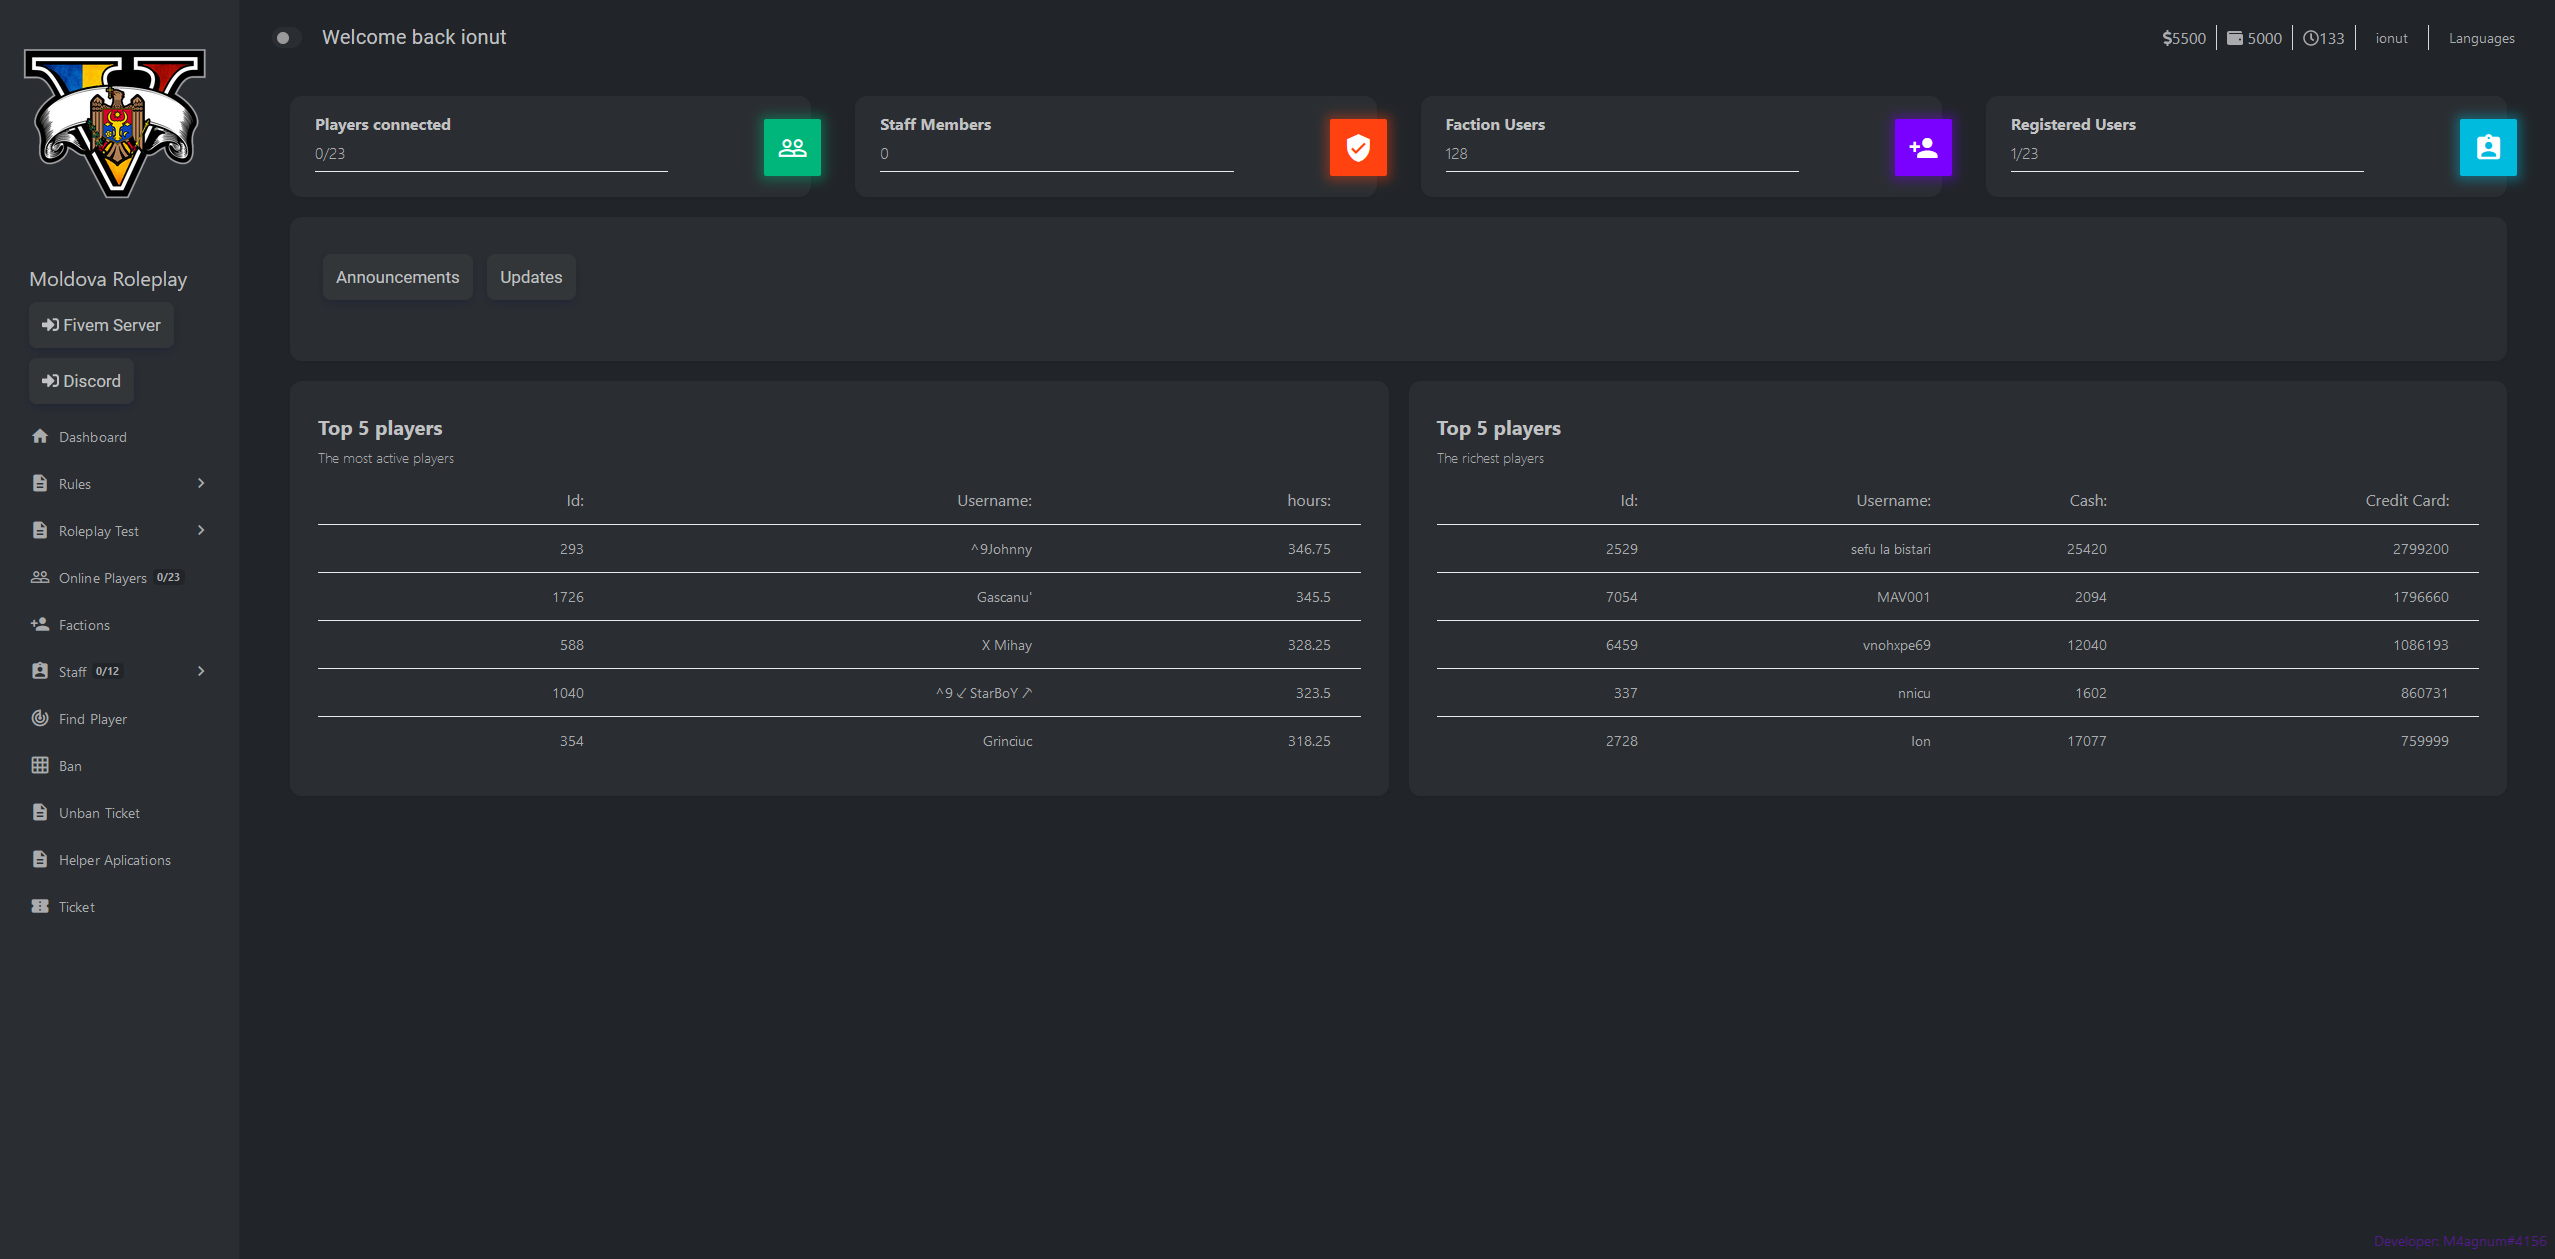 Welcome back ionut
$5500 5000 133 ionut Languages
Moldova Roleplay
Fivem Server
Discord
Dashboard
Rules
Roleplay Test
Online Players 0/23
Factions
Staff 0/12
Find Player
Ban
Unban Ticket
Helper Aplications
Ticket
Players connected
0/23
Staff Members
0
Faction Users
128
Registered Users
1/23
Announcements Updates
Top 5 players
The most active players
Id: Username: hours:
293 ^9Johnny 346.75
1726 Gascanu' 345.5
588 X Mihay 328.25
1040 ^9 ✓ StarBoY ↗ 323.5
354 Grinciuc 318.25
Top 5 players
The richest players
Id: Username: Cash: Credit Card:
2529 sefu la bistari 25420 2799200
7054 MAV001 2094 1796660
6459 vnohxpe69 12040 1086193
337 nnicu 1602 860731
2728 Ion 17077 759999
Developer: M4agnum#4156